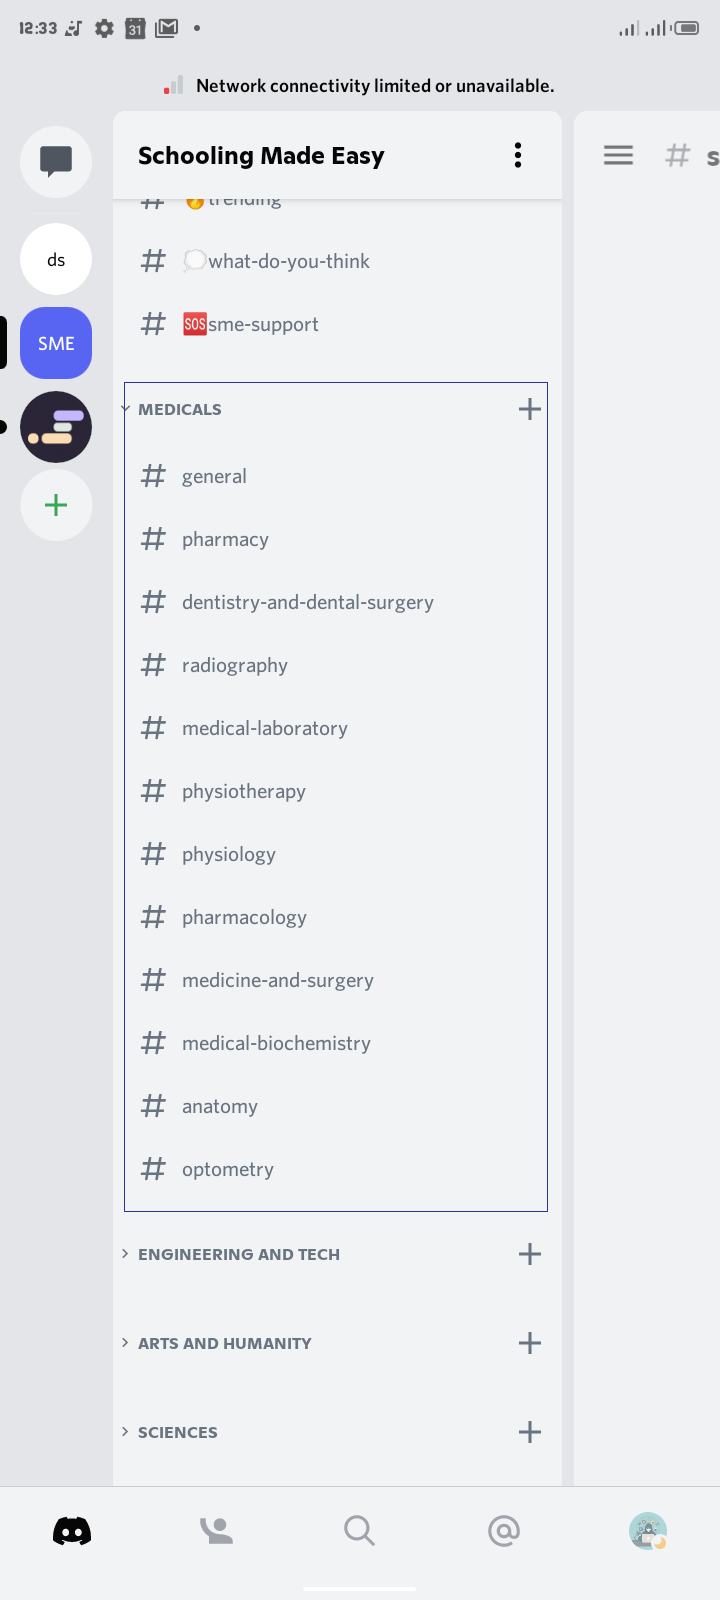 12:33
31
Network connectivity limited or unavailable.
Schooling Made Easy
# s
# trending
# what-do-you-think
# SOS sme-support
ds
SME
MEDICALS
# general
# pharmacy
# dentistry-and-dental-surgery
# radiography
# medical-laboratory
# physiotherapy
# physiology
# pharmacology
# medicine-and-surgery
# medical-biochemistry
# anatomy
# optometry
ENGINEERING AND TECH
ARTS AND HUMANITY
SCIENCES